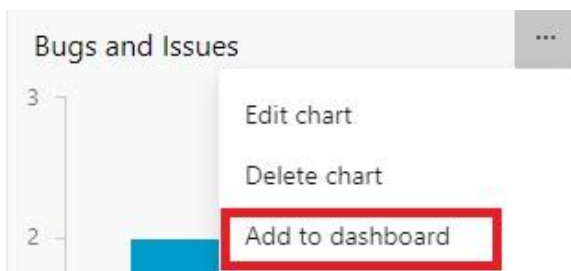 Bugs and Issues
...
3
Edit chart
Delete chart
2
Add to dashboard